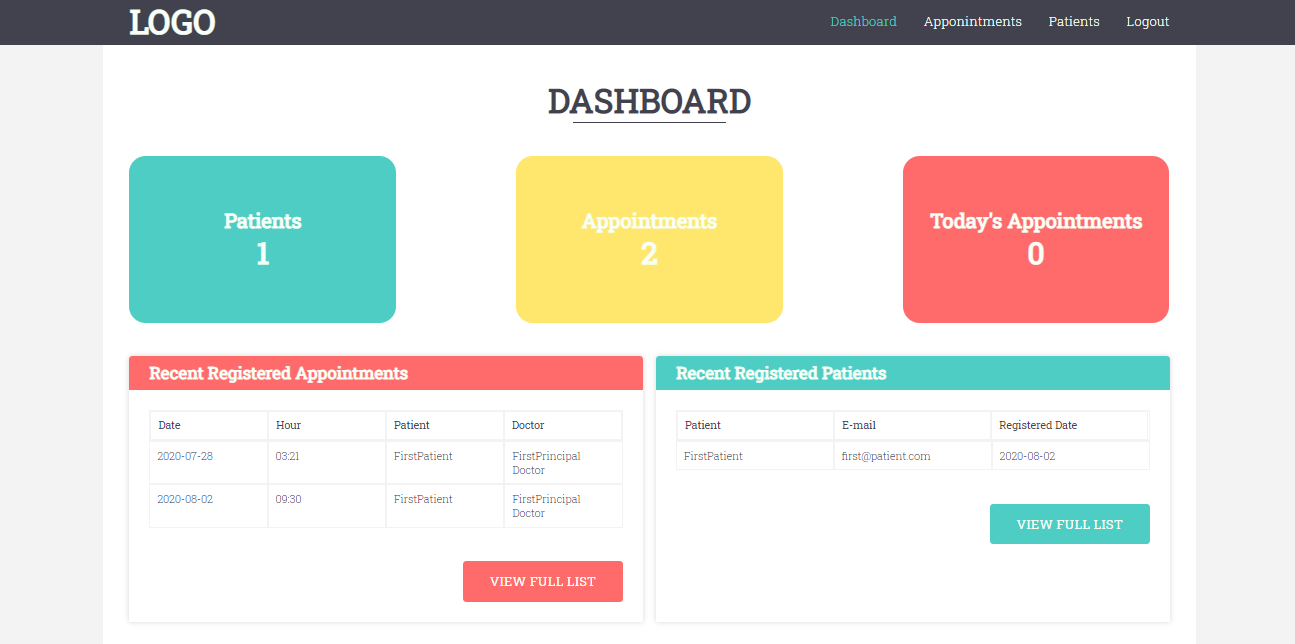 LOGO
Dashboard Apponintments Patients Logout
DASHBOARD
Patients
1
Appointments
2
Today's Appointments
0
Recent Registered Appointments
Date Hour Patient Doctor
2020-07-28 03:21 FirstPatient FirstPrincipal
Doctor
2020-08-02 09:30 FirstPatient FirstPrincipal
Doctor
VIEW FULL LIST
Recent Registered Patients
Patient E-mail Registered Date
FirstPatient first@patient.com 2020-08-02
VIEW FULL LIST